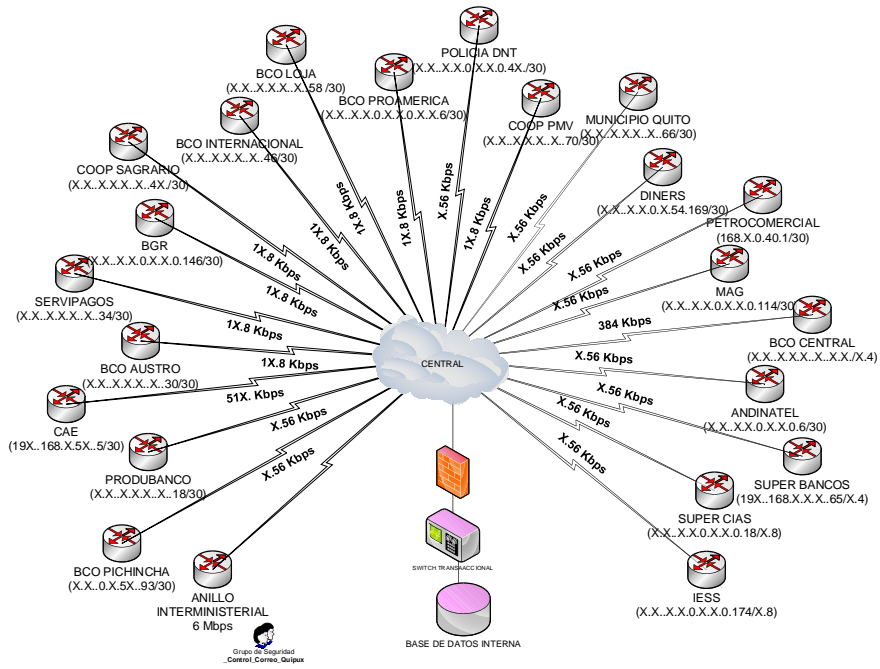 POLICIA DNT
(X.X..X.X.0.X.X.0.4X./30)
BCO LOJA
(X.X..X.X.X.X..X..58 /30)
BCO PROAMERICA
(X.X..X.X.0.X.X.0.X.X.6/30)
COOP PMV
(X.X..X.X.X.X..X..70/30)
MUNICIPIO QUITO
(X.X..X.X.X.X..X..66/30)
BCO INTERNACIONAL
(X.X..X.X.X.X..X..46/30)
COOP SAGRARIO
(X.X..X.X.X.X..X..4X./30)
DINERS
(X.X..X.X.0.X.54.169/30)
PETROCOMERCIAL
(168.X.0.40.1/30)
BGR
(X.X..X.X.0.X.X.0.146/30)
MAG
(X.X..X.X.0.X.X.0.114/30)
SERVIPAGOS
(X.X..X.X.X.X..X..34/30)
BCO CENTRAL
(X.X..X.X.X.X..X..X.X./X.4)
BCO AUSTRO
(X.X..X.X.X.X..X..30/30)
ANDINATEL
(X.X..X.X.0.X.X.0.6/30)
CAE
(19X..168.X.5X..5/30)
SUPER BANCOS
(19X..168.X.X.X..65/X.4)
PRODUBANCO
(X.X..X.X.X.X..X..18/30)
SUPER CIAS
(X.X..X.X.0.X.X.0.18/X.8)
BCO PICHINCHA
(X.X..0.X.5X..93/30)
ANILLO
INTERMINISTERIAL
6 Mbps
IESS
(X.X..X.X.0.X.X.0.174/X.8)
1X.8 Kbps
1X.8 Kbps
X.56 Kbps
1X.8 Kbps
X.56 Kbps
X.56 Kbps
X.56 Kbps
X.56 Kbps
384 Kbps
X.56 Kbps
X.56 Kbps
X.56 Kbps
X.56 Kbps
1X.8 Kbps
1X.8 Kbps
1X.8 Kbps
1X.8 Kbps
1X.8 Kbps
51X. Kbps
X.56 Kbps
X.56 Kbps
CENTRAL
SWITCH TRANSAACCIONAL
BASE DE DATOS INTERNA
Grupo de Seguridad
_Control_Correo_Quipux